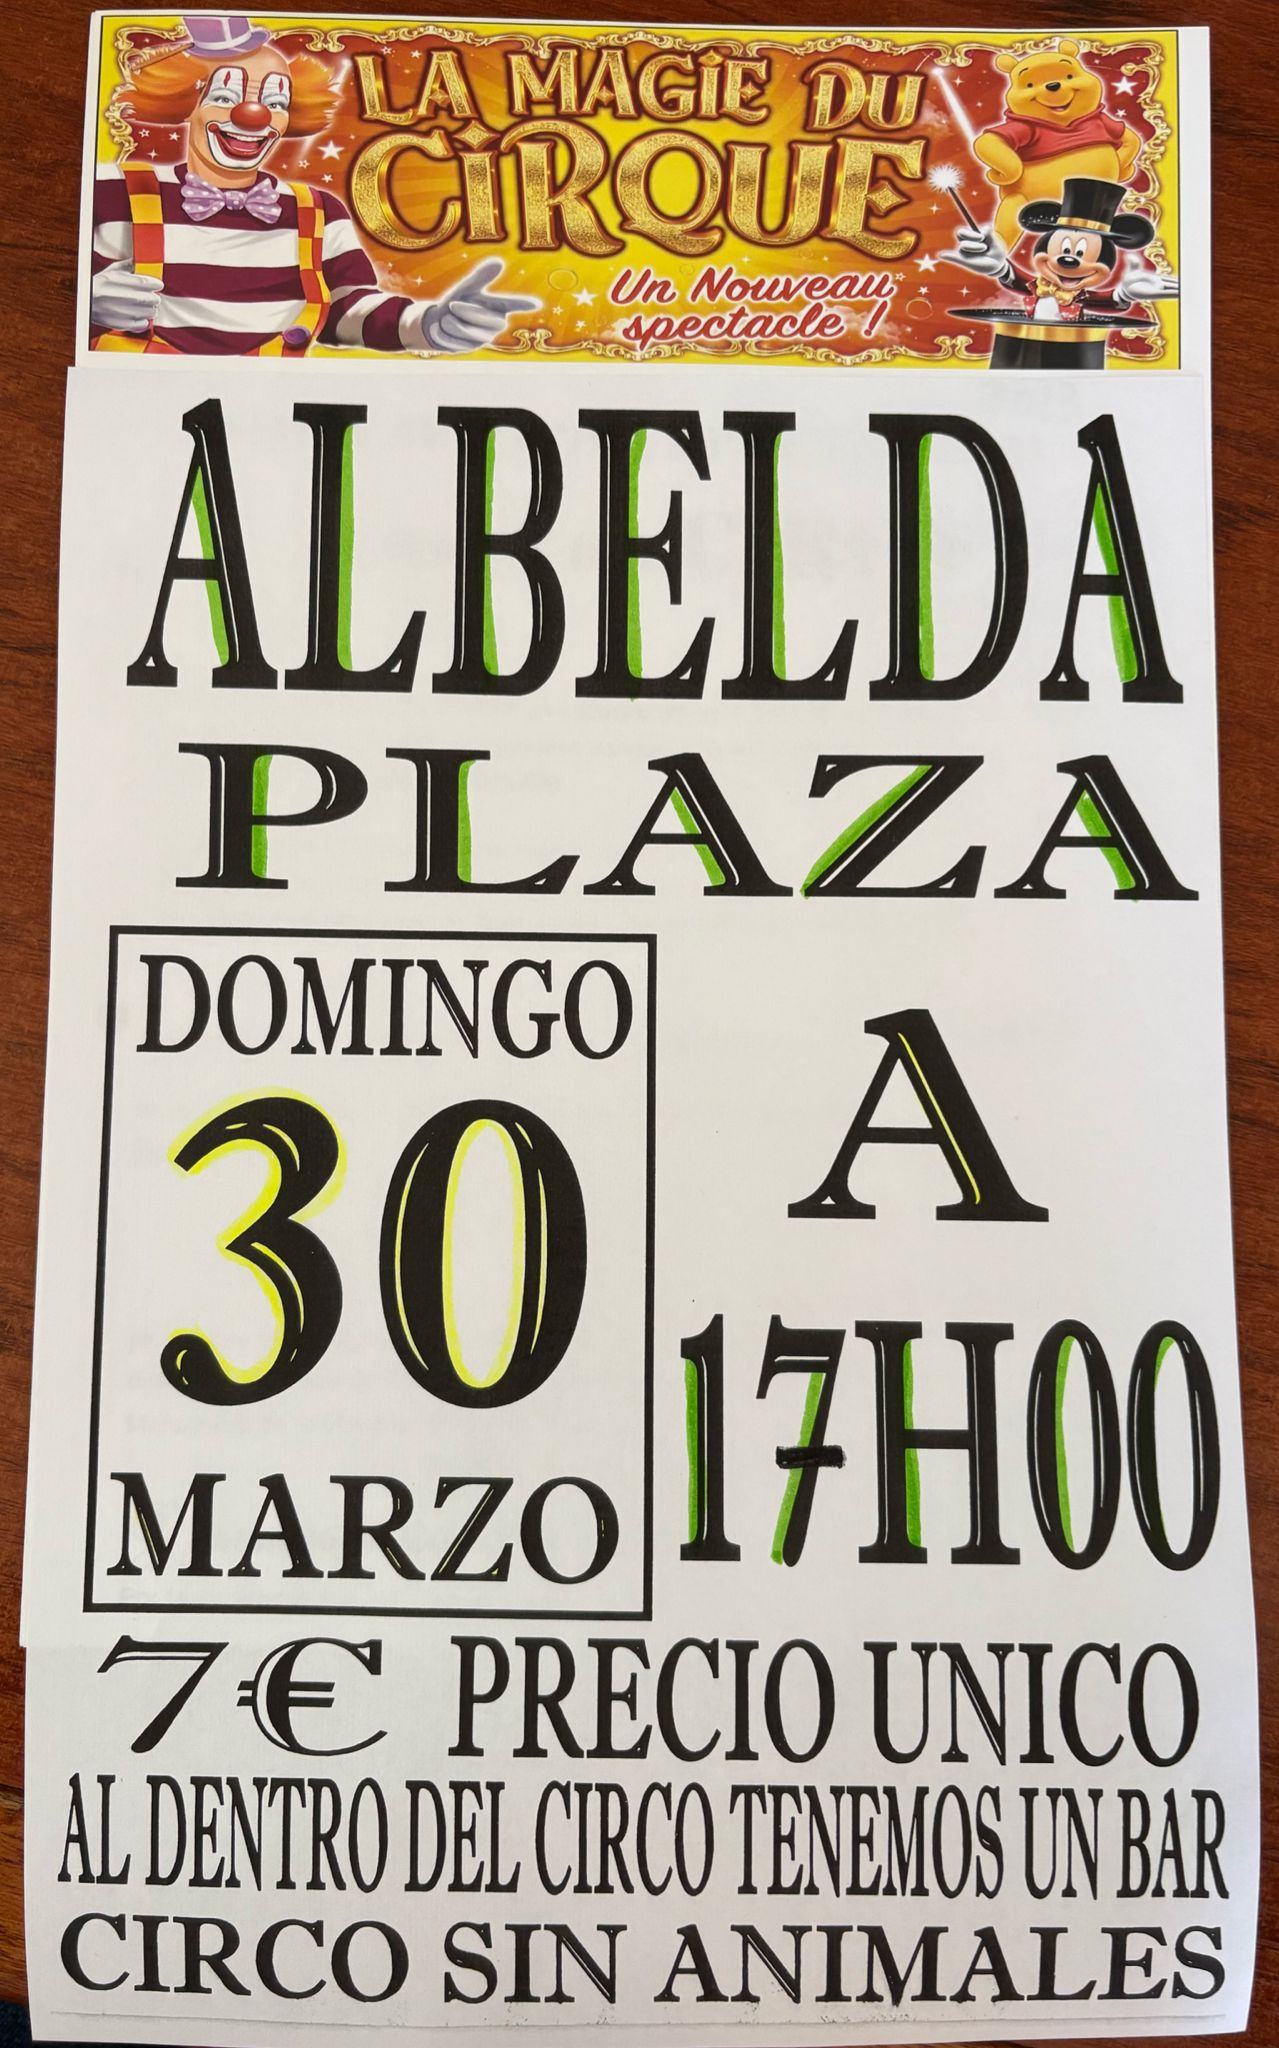 LA MAGIE DU
CIRQUE
Un Nouveau
spectacle !
ALBELDA
PLAZA
DOMINGO
30
MARZO
A
17H00
7€ PRECIO UNICO
AL DENTRO DEL CIRCO TENEMOS UN BAR
CIRCO SIN ANIMALES